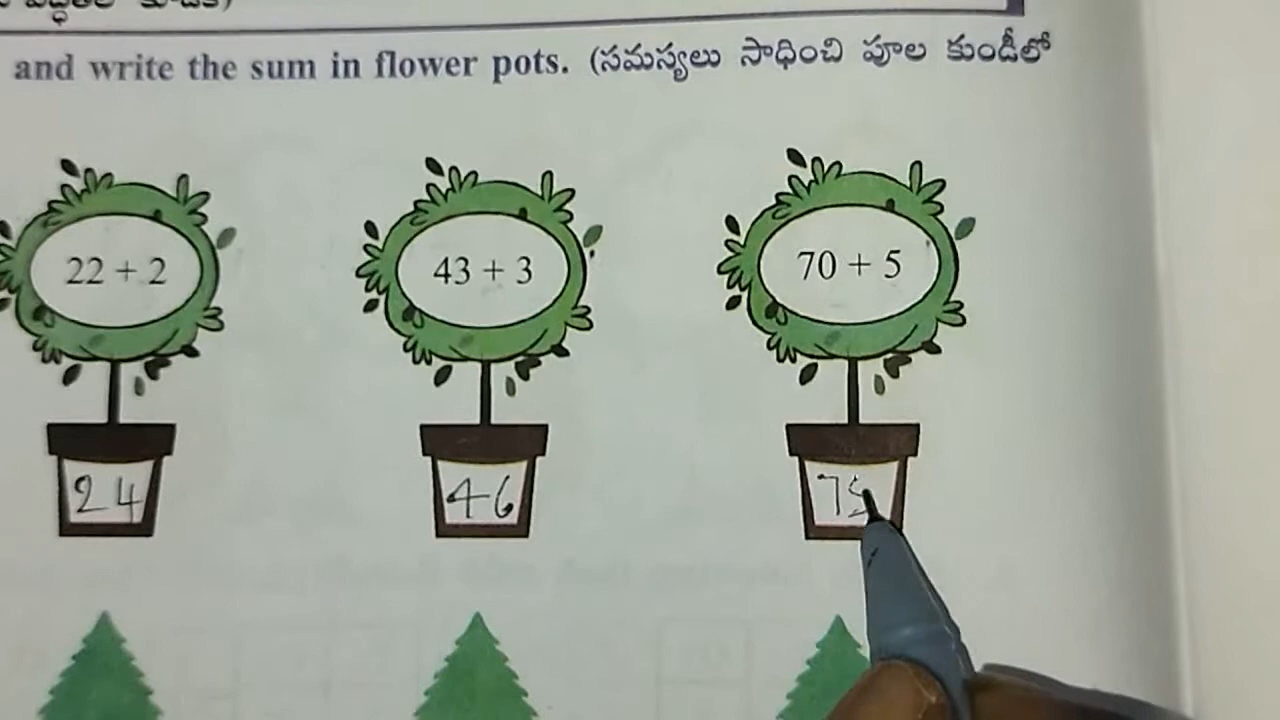 and write the sum in flower pots. (సమస్యలు సాధించి పూల కుండీలో
22 + 2 43 + 3 70 + 5
24 46 75